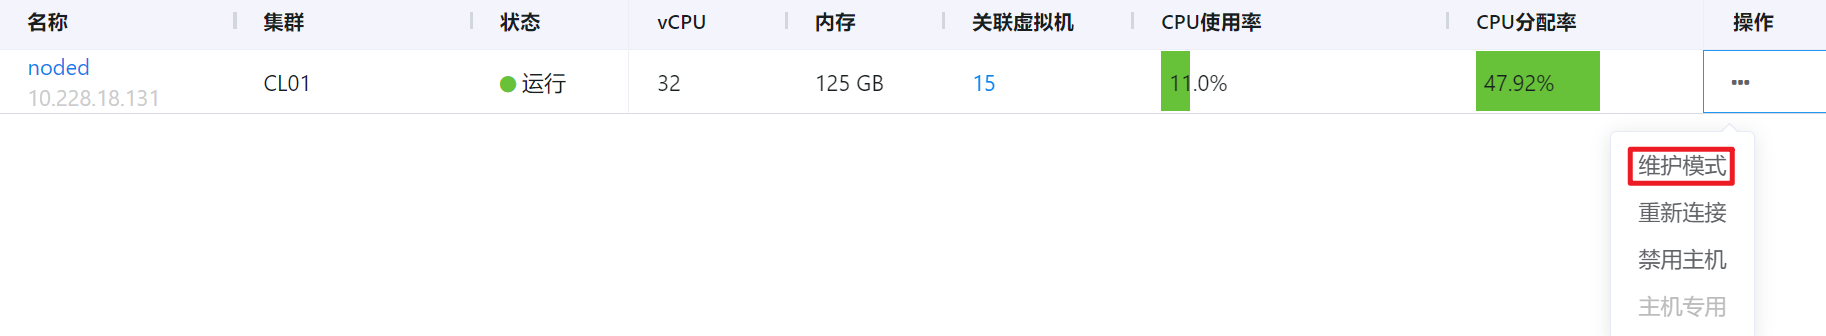 名称 集群 状态 vCPU 内存 关联虚拟机 CPU使用率 CPU分配率 操作
noded
10.228.18.131
CL01 运行 32 125 GB 15 11.0% 47.92% •••
维护模式
重新连接
禁用主机
主机专用